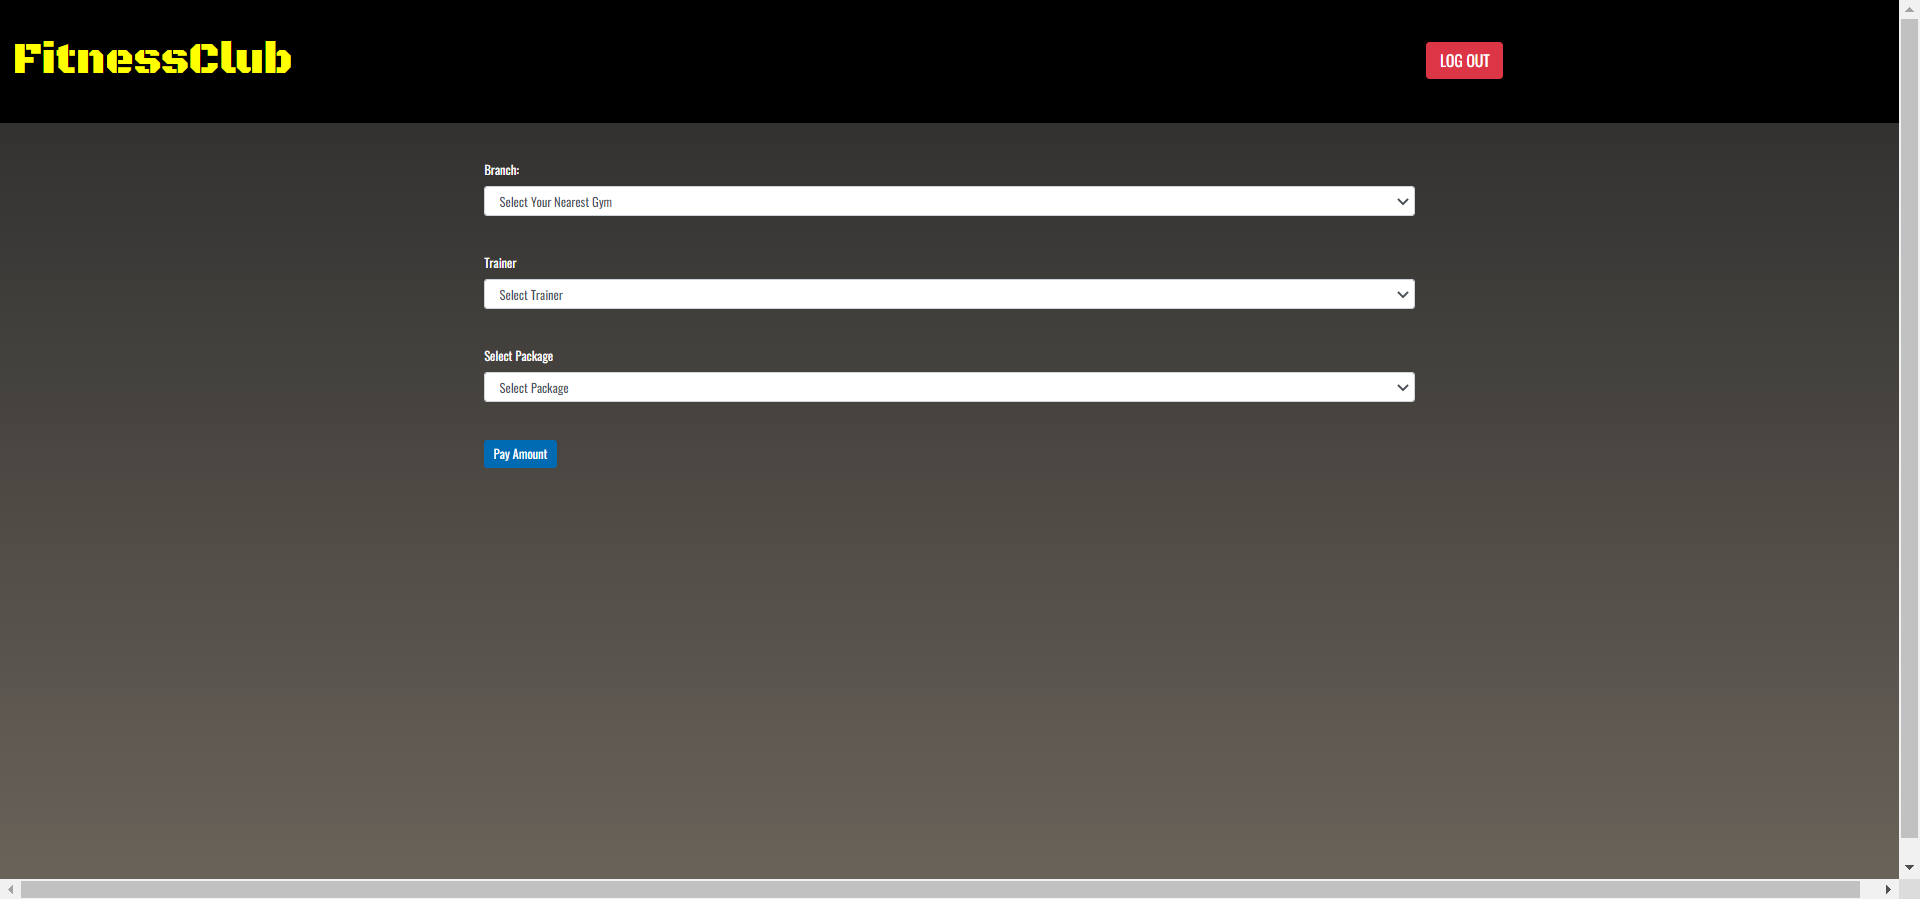 FitnessClub
LOG OUT
Branch:
Select Your Nearest Gym
Trainer
Select Trainer
Select Package
Select Package
Pay Amount